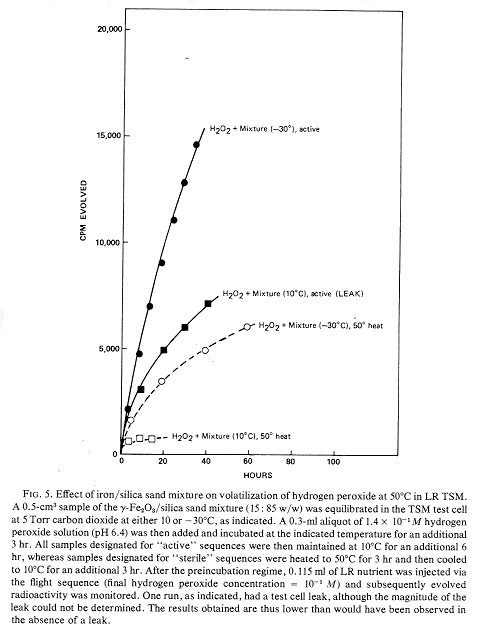 20,000
H₂O₂ + Mixture (−30°), active
15,000
CPM EVOLVED
10,000
H₂O₂ + Mixture (10°C), active (LEAK)
H₂O₂ + Mixture (−30°C), 50° heat
5,000
H₂O₂ + Mixture (10°C), 50° heat
0
0 20 40 60 80 100
HOURS
FIG. 5. Effect of iron/silica sand mixture on volatilization of hydrogen peroxide at 50°C in LR TSM.
A 0.5-cm³ sample of the γ-Fe₂O₃/silica sand mixture (15 : 85 w/w) was equilibrated in the TSM test cell
at 5 Torr carbon dioxide at either 10 or −30°C, as indicated. A 0.3-ml aliquot of 1.4 × 10⁻¹ M hydrogen
peroxide solution (pH 6.4) was then added and incubated at the indicated temperature for an additional
3 hr. All samples designated for “active” sequences were then maintained at 10°C for an additional 6
hr, whereas samples designated for “sterile” sequences were heated to 50°C for 3 hr and then cooled
to 10°C for an additional 3 hr. After the preincubation regime, 0.115 ml of LR nutrient was injected via
the flight sequence (final hydrogen peroxide concentration = 10⁻¹ M) and subsequently evolved
radioactivity was monitored. One run, as indicated, had a test cell leak, although the magnitude of the
leak could not be determined. The results obtained are thus lower than would have been observed in
the absence of a leak.